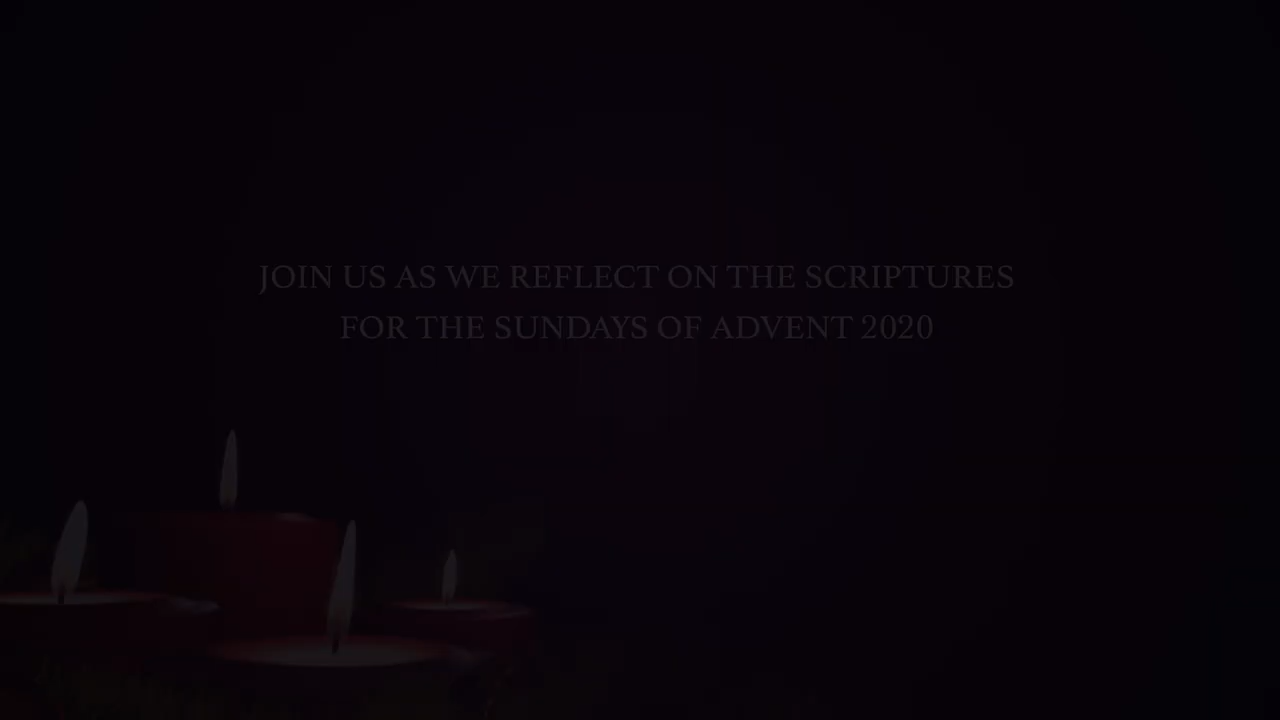 JOIN US AS WE REFLECT ON THE SCRIPTURES
FOR THE SUNDAYS OF ADVENT 2020